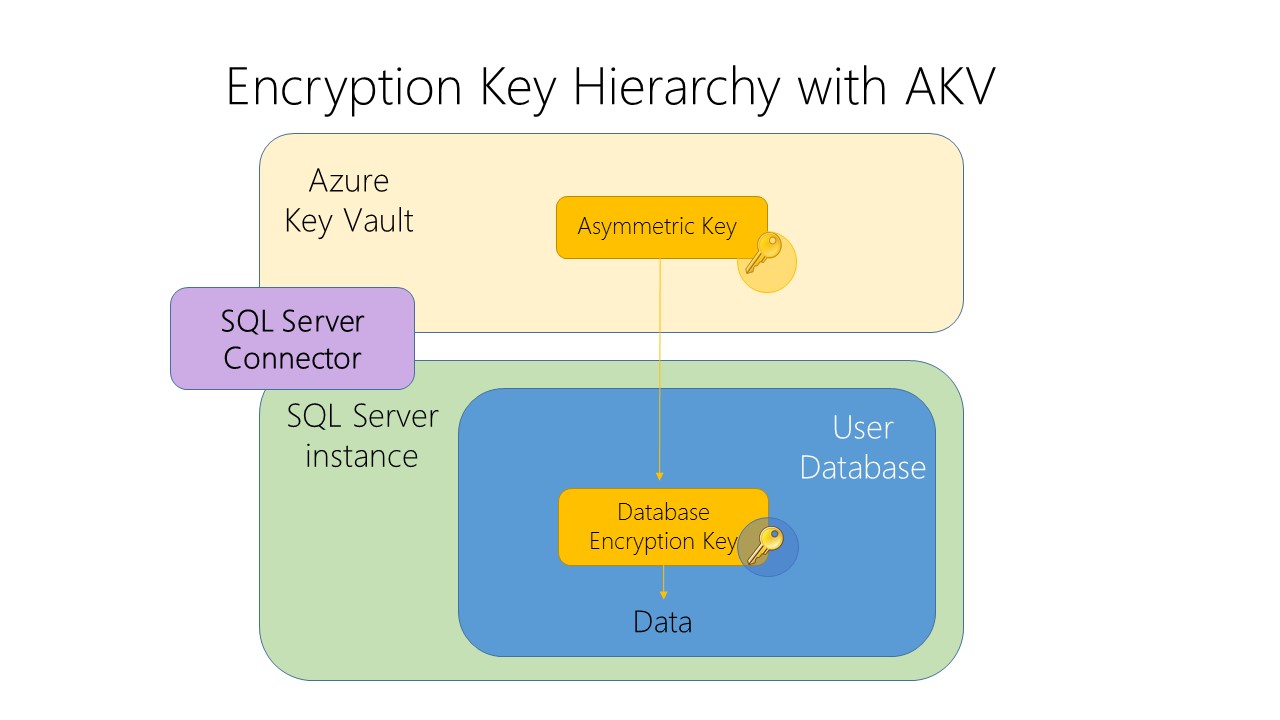 Encryption Key Hierarchy with AKV
Azure
Key Vault
Asymmetric Key
SQL Server
Connector
SQL Server
instance
User
Database
Database
Encryption Key
Data